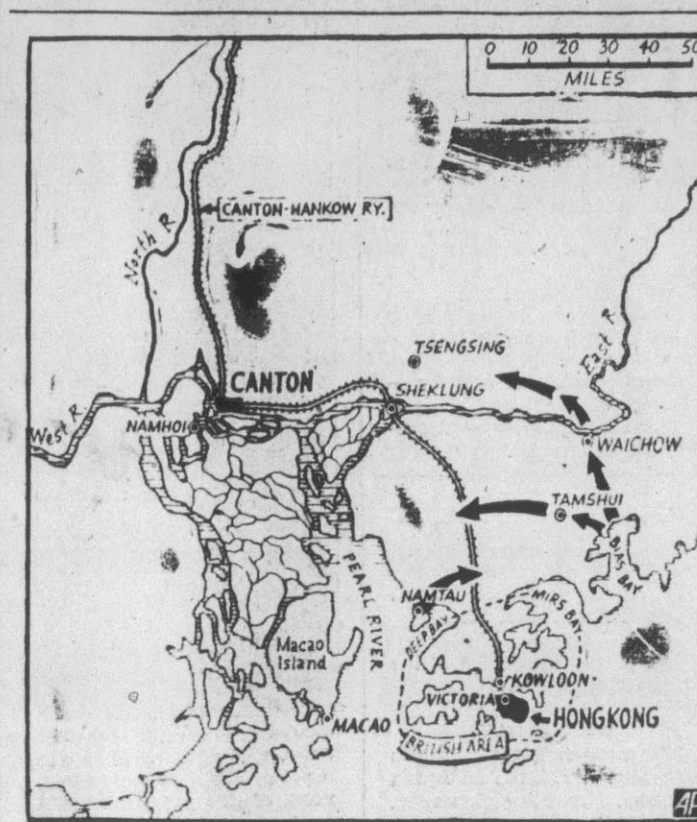 0 10 20 30 40 50
MILES
CANTON-HANKOW RY.
North R.
TSENGSING
East R.
CANTON
SHEKLUNG
West R.
NAMHOI
WAICHOW
TAMSHUI
BIAS BAY
PEARL RIVER
NAMTAU
MIRS BAY
DEEP BAY
Macao
Island
KOWLOON
VICTORIA
MACAO
HONGKONG
BRITISH AREA
AP